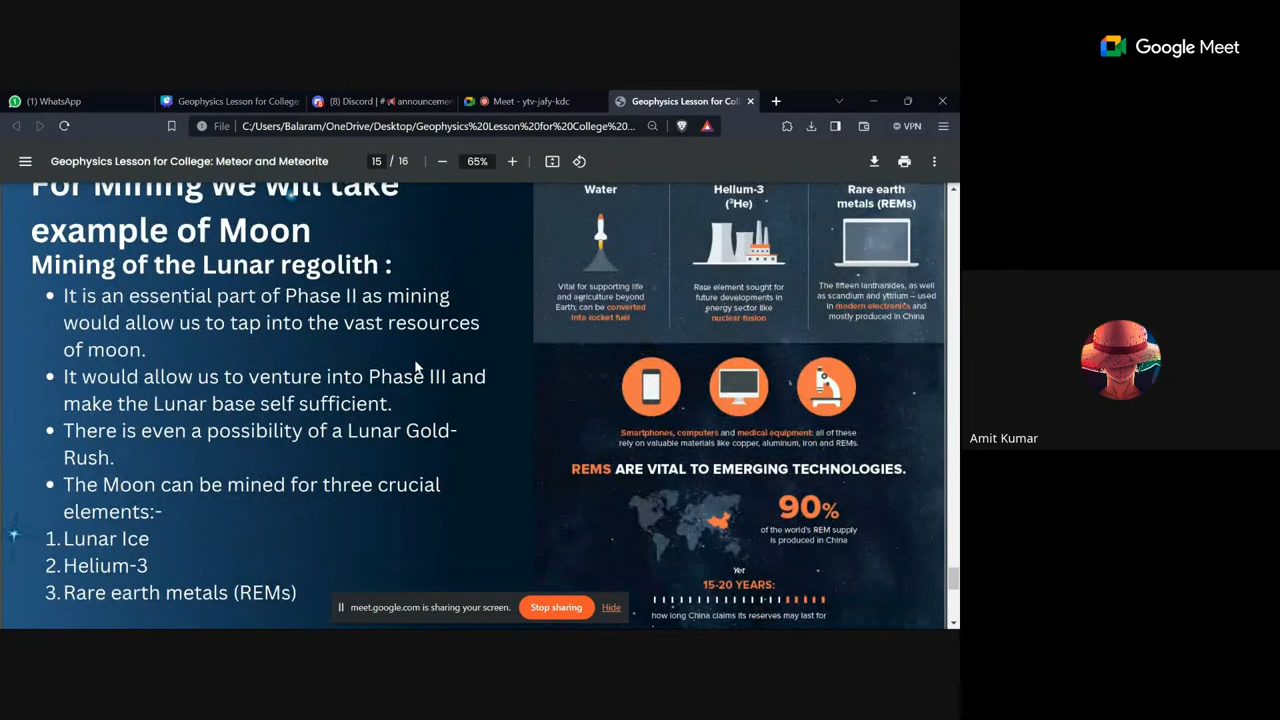 Google Meet
(1) WhatsApp
Geophysics Lesson for College
(8) Discord | # announcemen
Meet - ytv-jafy-kdc
Geophysics Lesson for Col
File
C:/Users/Balaram/OneDrive/Desktop/Geophysics%20Lesson%20for%20College%20...
VPN
Geophysics Lesson for College: Meteor and Meteorite
15 / 16
65%
For Mining we will take
example of Moon
Mining of the Lunar regolith :
• It is an essential part of Phase II as mining
would allow us to tap into the vast resources
of moon.
• It would allow us to venture into Phase III and
make the Lunar base self sufficient.
• There is even a possibility of a Lunar Gold-
Rush.
• The Moon can be mined for three crucial
elements:-
1. Lunar Ice
2. Helium-3
3. Rare earth metals (REMs)
Water
Vital for supporting life
and agriculture beyond
Earth; can be converted
into rocket fuel
Helium-3
(³He)
Rare element sought for
future developments in
energy sector like
nuclear fusion
Rare earth
metals (REMs)
The fifteen lanthanides, as well
as scandium and yttrium – used
in modern electronics and
mostly produced in China
Smartphones, computers and medical equipment: all of these
rely on valuable materials like copper, aluminum, iron and REMs.
REMS ARE VITAL TO EMERGING TECHNOLOGIES.
90%
of the world's REM supply
is produced in China
Yet
15-20 YEARS:
how long China claims its reserves may last for
meet.google.com is sharing your screen.
Stop sharing
Hide
Amit Kumar